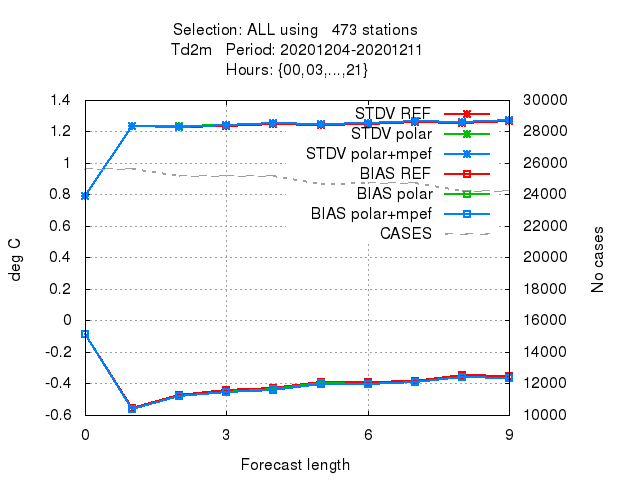 Selection: ALL using   473 stations
Td2m   Period: 20201204-20201211
Hours: {00,03,...,21}
1.4
1.2
1
0.8
0.6
0.4
0.2
0
-0.2
-0.4
-0.6
deg C
STDV REF
STDV polar
STDV polar+mpef
BIAS REF
BIAS polar
BIAS polar+mpef
CASES
30000
28000
26000
24000
22000
20000
18000
16000
14000
12000
10000
No cases
0 3 6 9
Forecast length